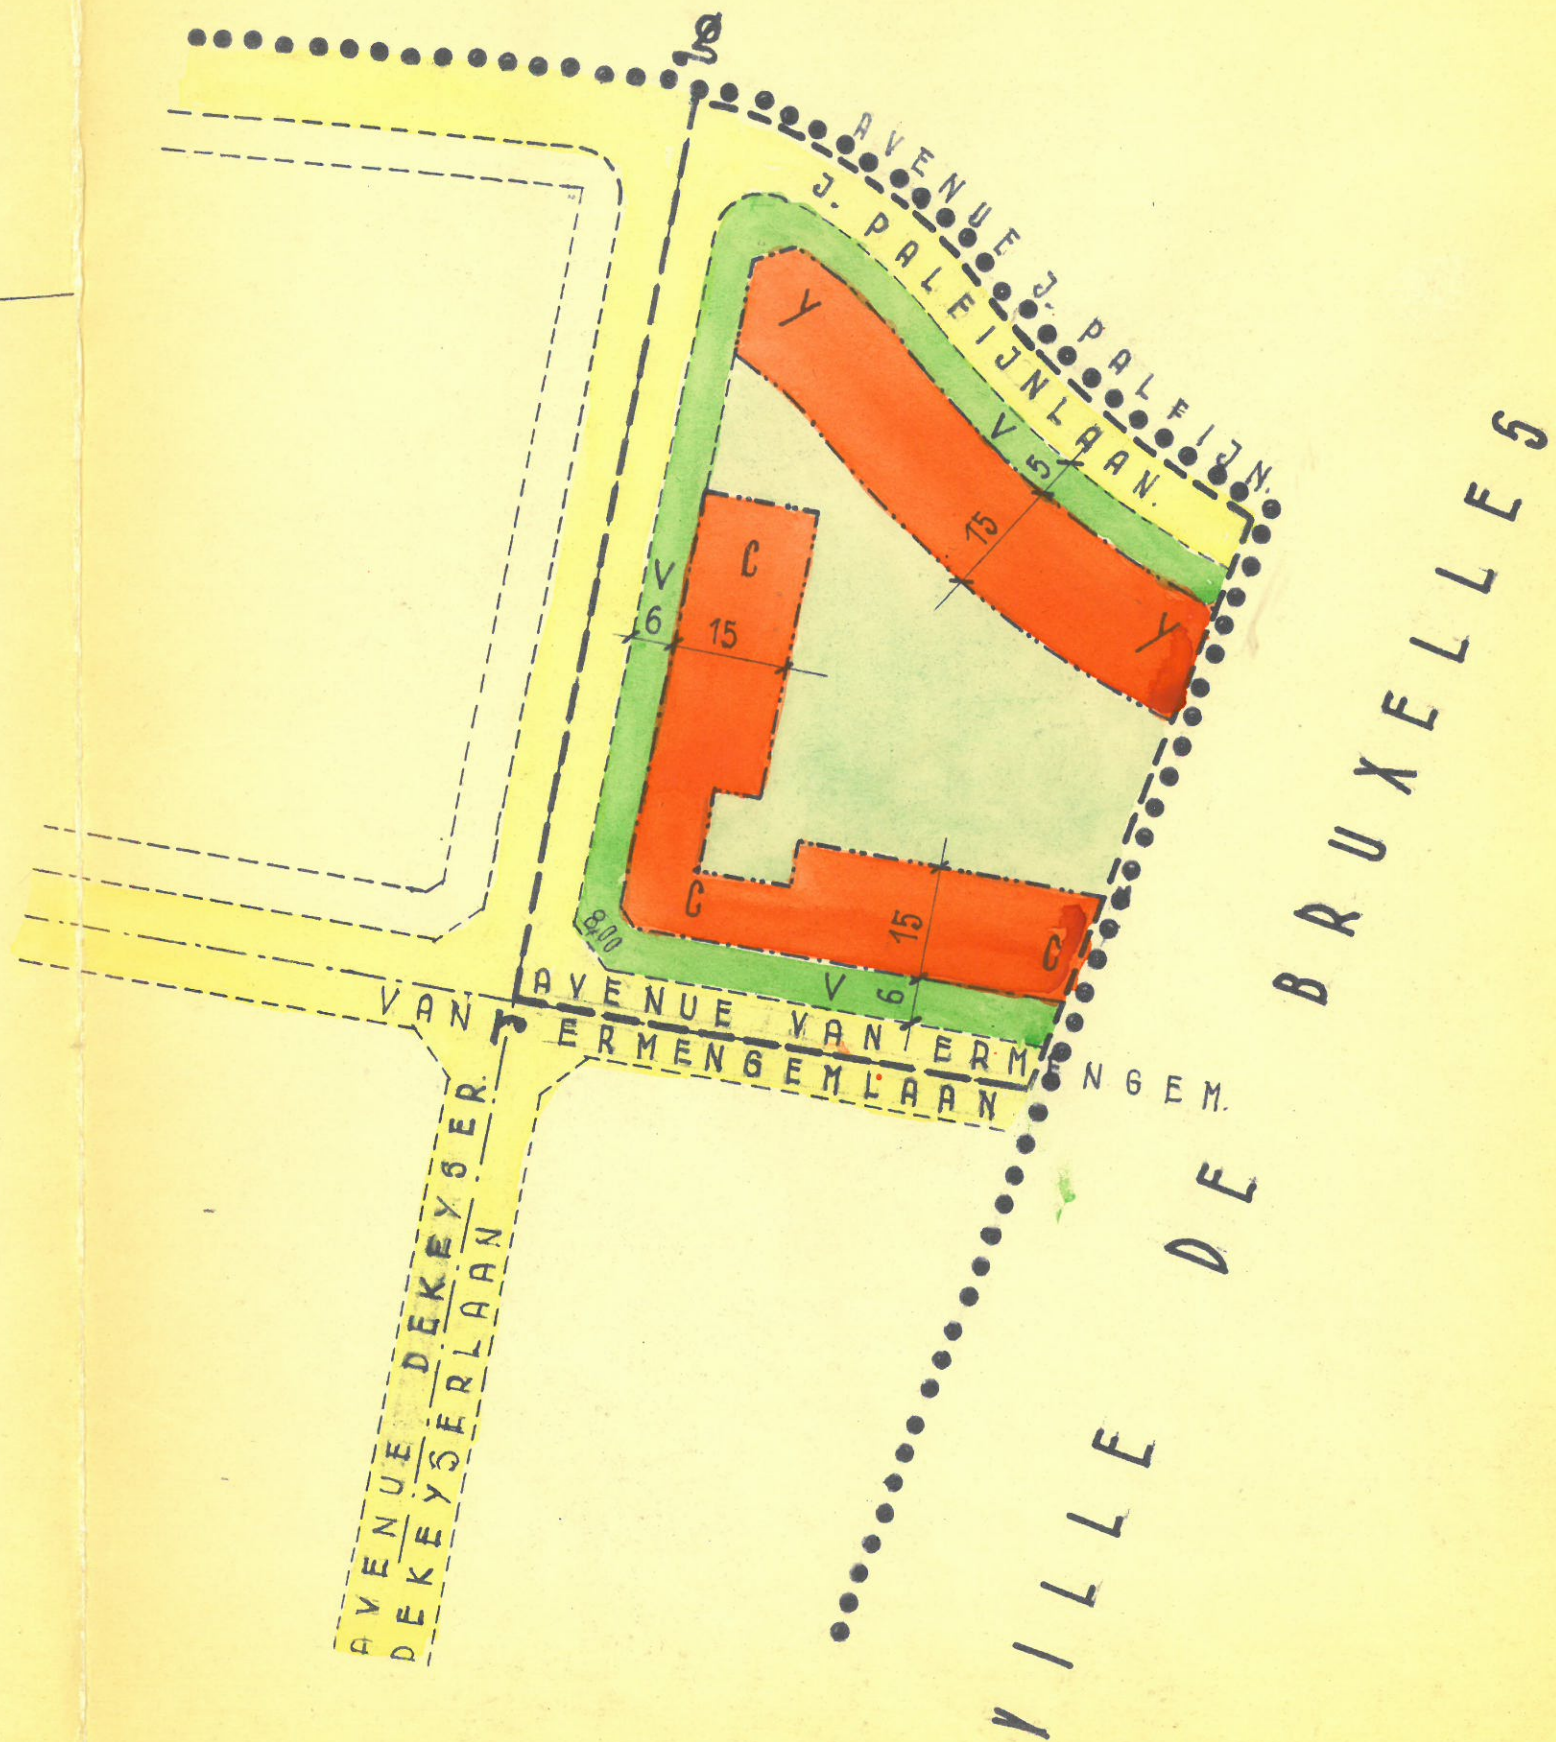 AVENUE J. PALFIJN.
J. PALFIJNLAAN.
Y
V
5
15
Y
C
V
6
15
C
8,00
15
C
V
6
AVENUE VAN ERMENGEM.
VAN ERMENGEMLAAN
AVENUE DEKEYSER.
DEKEYSERLAAN
VILLE DE BRUXELLES